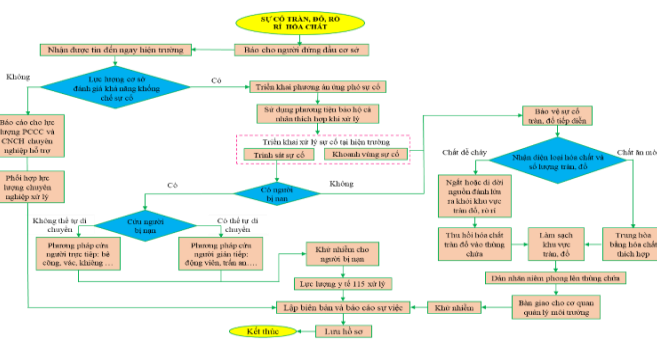 SỰ CỐ TRÀN, ĐỔ, RÒ
RỈ HÓA CHẤT
Nhận được tin đến ngay hiện trường
Báo cho người đứng đầu cơ sở
Không
Lực lượng cơ sở
đánh giá khả năng khống
chế sự cố
Có
Triển khai phương án ứng phó sự cố
Sử dụng phương tiện bảo hộ cá
nhân thích hợp khi xử lý
Báo cáo cho lực
lượng PCCC và
CNCH chuyên
nghiệp hỗ trợ
Triển khai xử lý sự cố tại hiện trường
Trinh sát sự cố
Khoanh vùng sự cố
Phối hợp lực
lượng chuyên
nghiệp xử lý
Có
Có người
bị nạn
Không
Không thể tự di
chuyển
Cứu người
bị nạn
Có thể tự di
chuyển
Phương pháp cứu
người trực tiếp: bế
cõng, vác, khiêng …
Phương pháp cứu
người gián tiếp:
động viên, trấn an….
Khử nhiễm cho
người bị nạn
Lực lượng y tế 115 xử lý
Lập biên bản và báo cáo sự việc
Kết thúc
Lưu hồ sơ
Bảo vệ sự cố
tràn, đổ tiếp diễn
Chất dễ cháy
Nhận diện loại hóa chất và
số lượng tràn, đổ
Chất ăn mòn
Ngắt hoặc di dời
nguồn đánh lửa
ra khỏi khu vực
tràn đổ, rò rỉ
Thu hồi hóa chất
tràn đổ vào thùng
chứa
Làm sạch
khu vực
tràn, đổ
Trung hòa
bằng hóa chất
thích hợp
Dán nhãn niêm phong lên thùng chứa
Khử nhiễm
Bàn giao cho cơ quan
quản lý môi trường